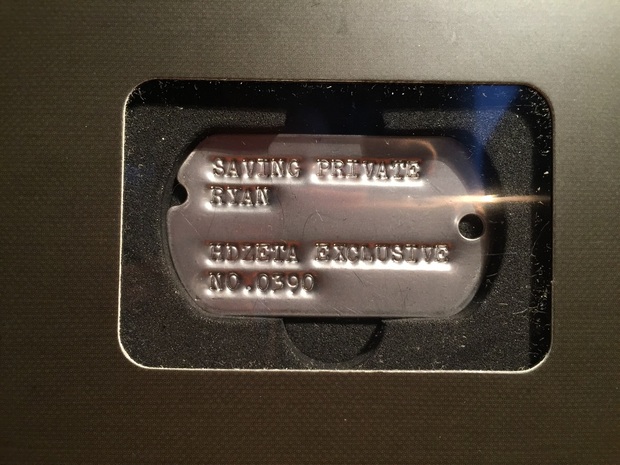 SAVING PRIVATE
RYAN
HDZETA EXCLUSIVE
NO.0390